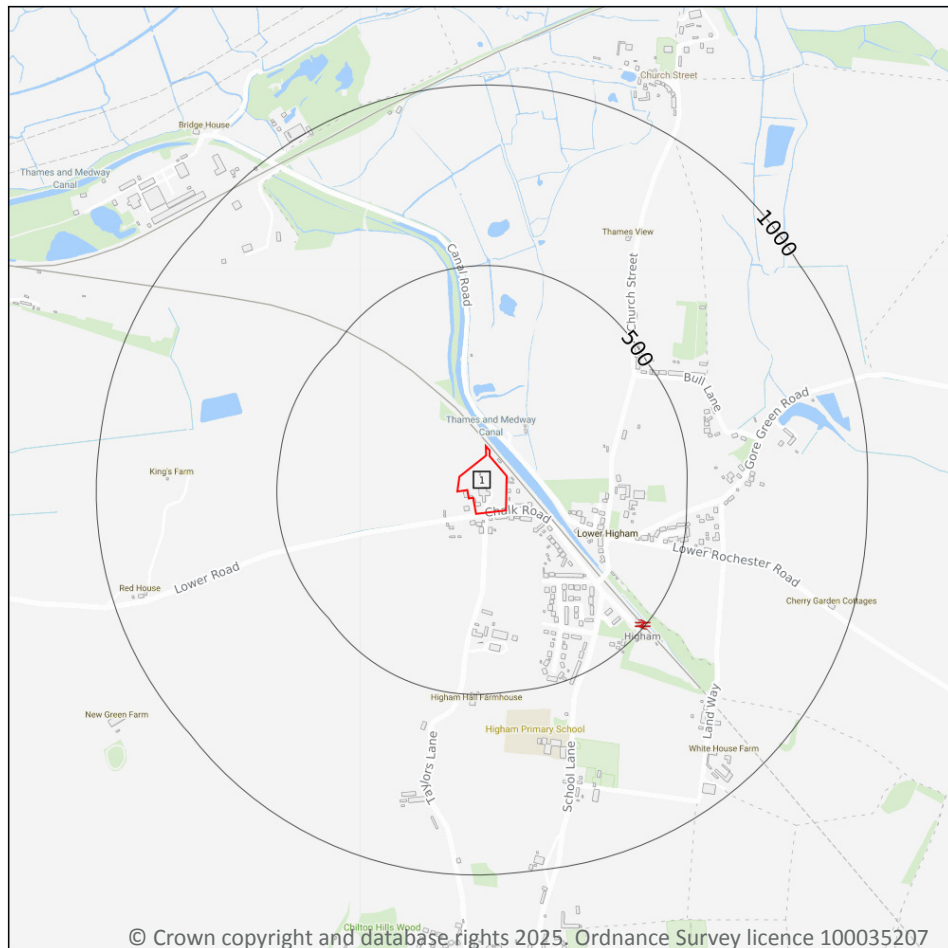 Church Street
Bridge House
Thames and Medway
Canal
1000
Thames View
Canal Road
Church Street
500
Bull Lane
Gore Green Road
Thames and Medway
Canal
King's Farm
1
Chalk Road
Lower Higham
Lower Rochester Road
Lower Road
Red House
Cherry Garden Cottages
Higham
Higham Hall Farmhouse
New Green Farm
Land Way
Higham Primary School
Taylors Lane
School Lane
White House Farm
Chilton Hills Wood
© Crown copyright and database rights 2025. Ordnance Survey licence 100035207